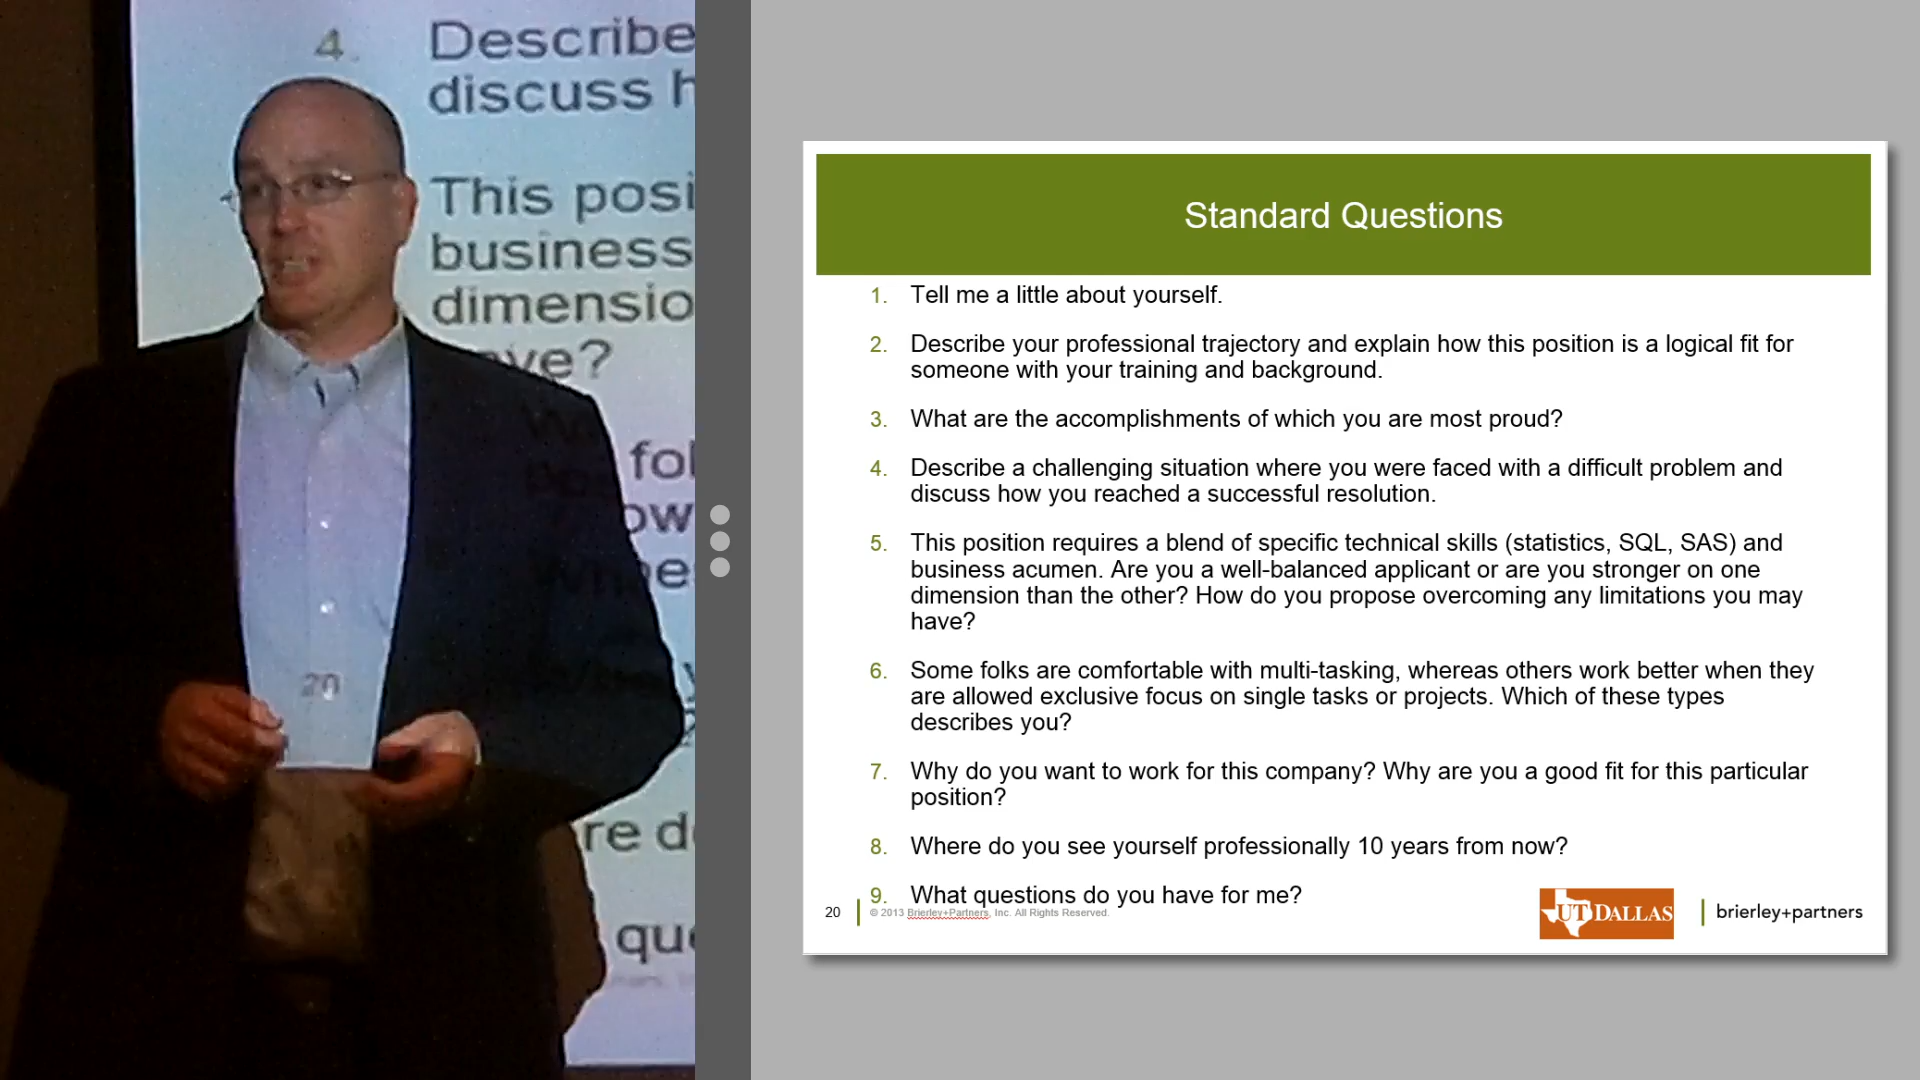 4. Describe
discuss h
This posi
business
dimensio
ve?
fol
ow
20
re d
que
Standard Questions
1. Tell me a little about yourself.
2. Describe your professional trajectory and explain how this position is a logical fit for
someone with your training and background.
3. What are the accomplishments of which you are most proud?
4. Describe a challenging situation where you were faced with a difficult problem and
discuss how you reached a successful resolution.
5. This position requires a blend of specific technical skills (statistics, SQL, SAS) and
business acumen. Are you a well-balanced applicant or are you stronger on one
dimension than the other? How do you propose overcoming any limitations you may
have?
6. Some folks are comfortable with multi-tasking, whereas others work better when they
are allowed exclusive focus on single tasks or projects. Which of these types
describes you?
7. Why do you want to work for this company? Why are you a good fit for this particular
position?
8. Where do you see yourself professionally 10 years from now?
9. What questions do you have for me?
20 © 2013 Brierley+Partners, Inc. All Rights Reserved.
UT DALLAS
brierley+partners